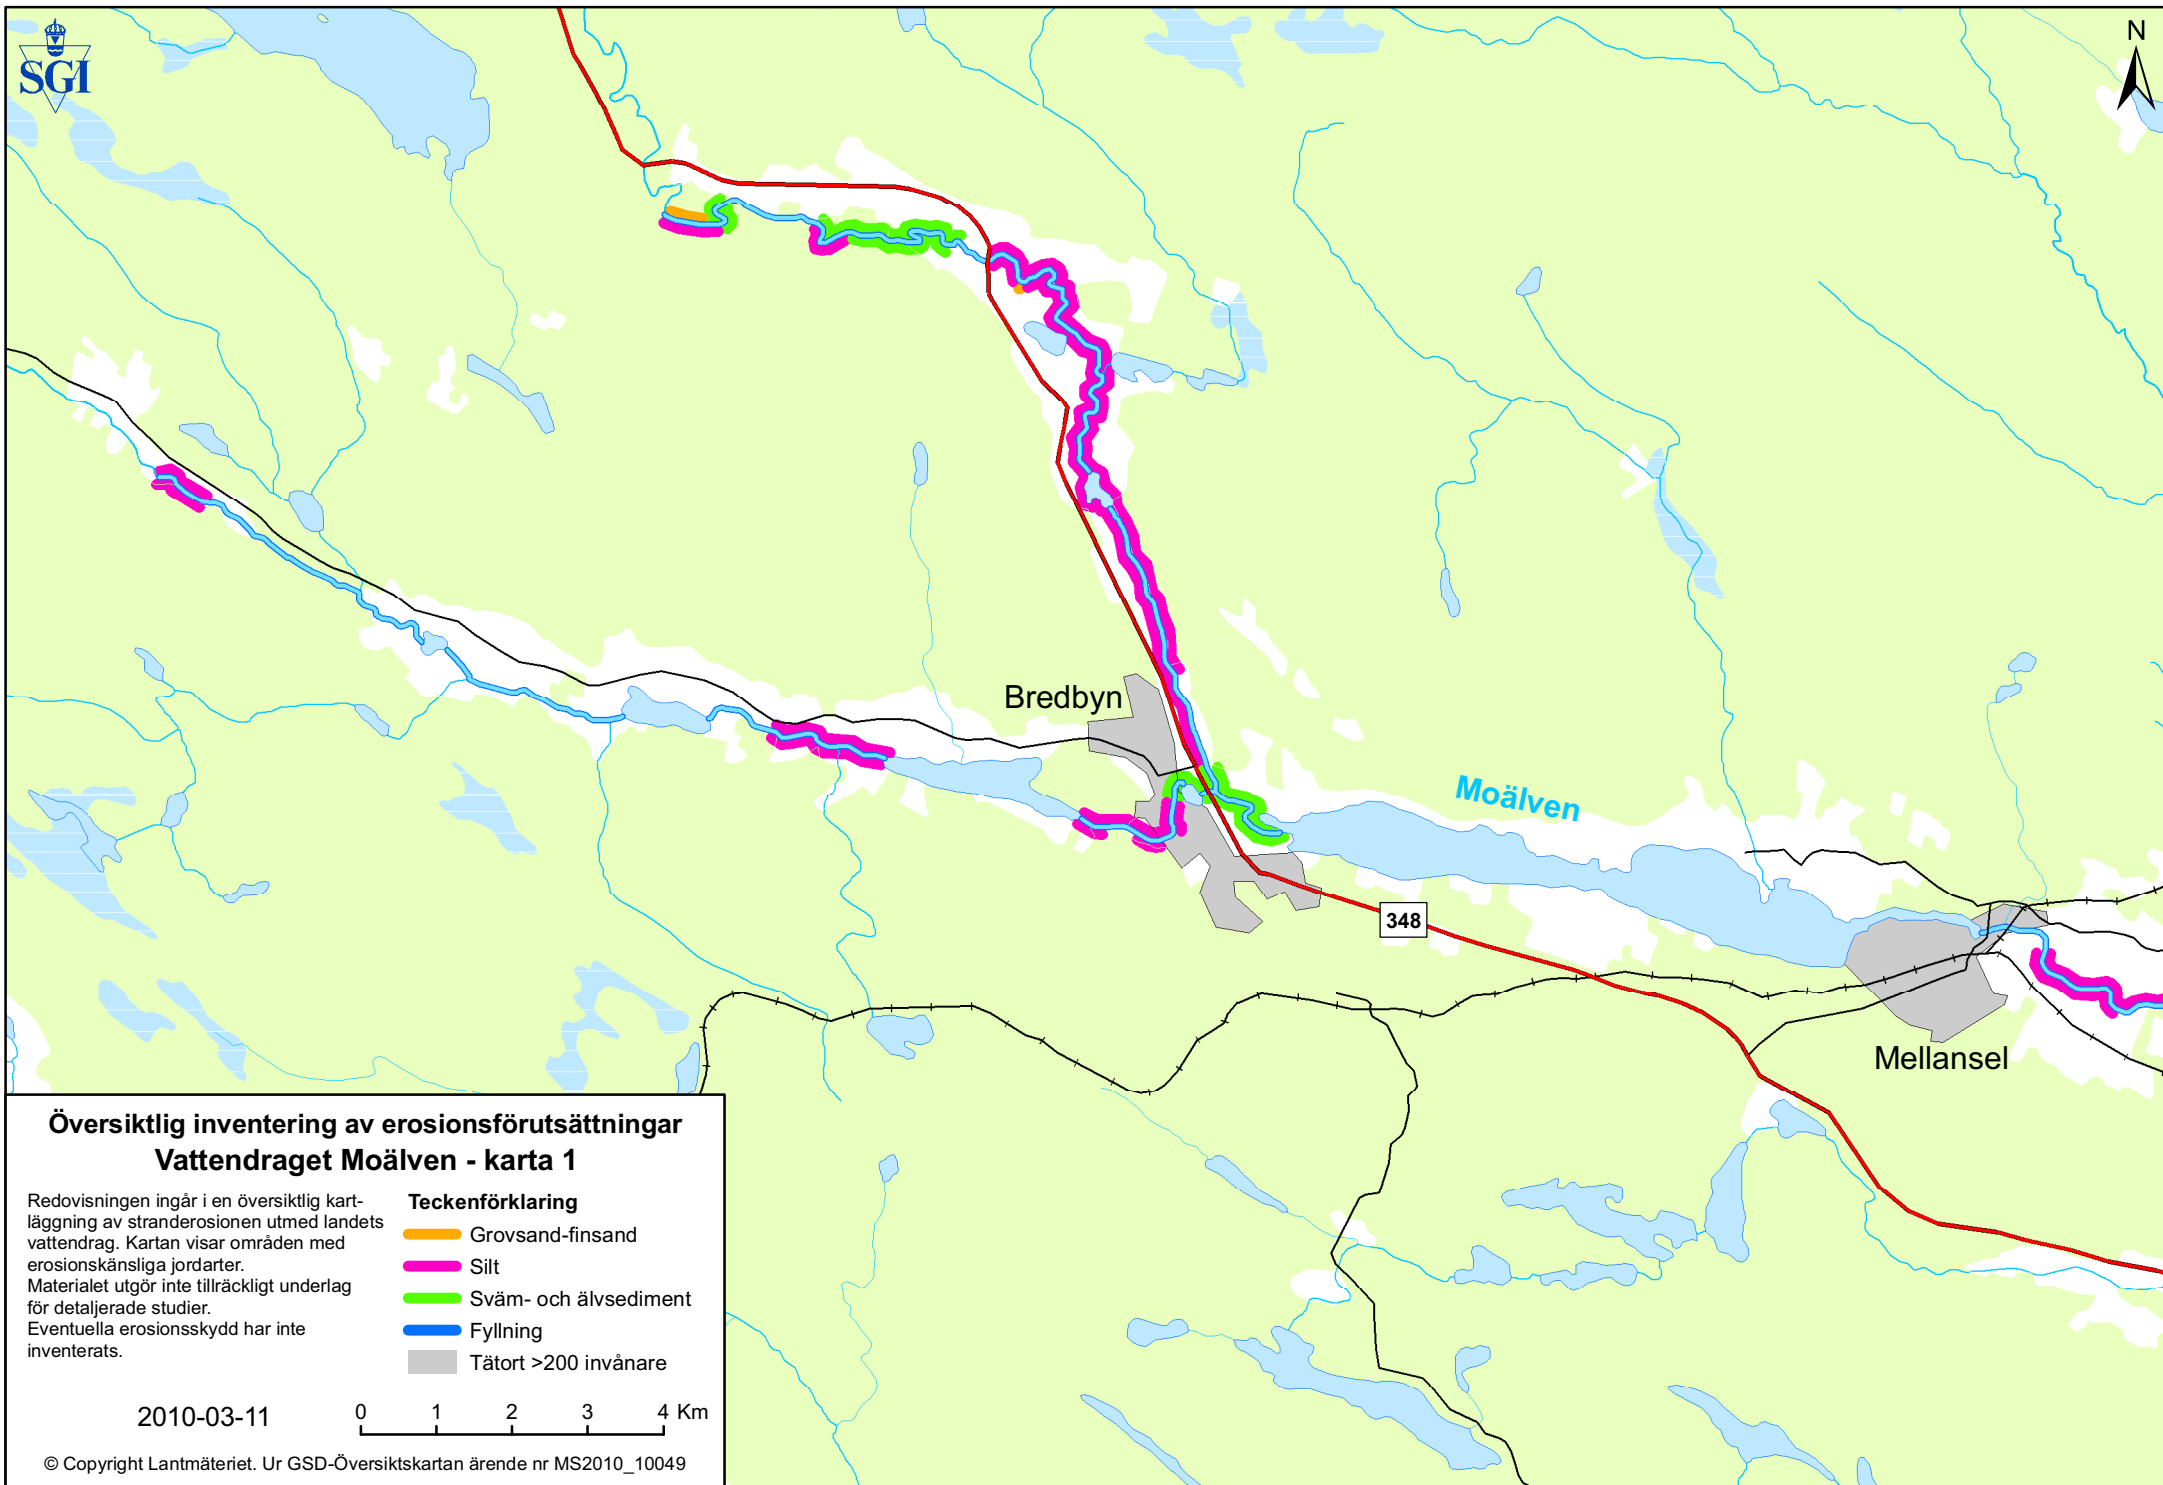 SGI
N
Bredbyn
Moälven
348
Mellansel
Översiktlig inventering av erosionsförutsättningar
Vattendraget Moälven - karta 1
Redovisningen ingår i en översiktlig kart-
läggning av stranderosionen utmed landets
vattendrag. Kartan visar områden med
erosionskänsliga jordarter.
Materialet utgör inte tillräckligt underlag
för detaljerade studier.
Eventuella erosionsskydd har inte
inventerats.
Teckenförklaring
Grovsand-finsand
Silt
Sväm- och älvsediment
Fyllning
Tätort >200 invånare
2010-03-11
0 1 2 3 4 Km
© Copyright Lantmäteriet. Ur GSD-Översiktskartan ärende nr MS2010_10049